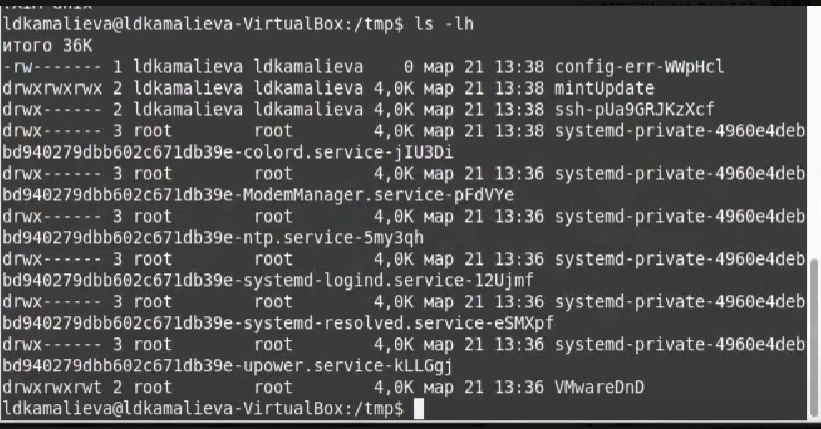 ldkamalieva@ldkamalieva-VirtualBox:/tmp$ ls -lh
итого 36K
-rw------- 1 ldkamalieva ldkamalieva    0 мар 21 13:38 config-err-WWpHcl
drwxrwxrwx 2 ldkamalieva ldkamalieva 4,0K мар 21 13:38 mintUpdate
drwx------ 2 ldkamalieva ldkamalieva 4,0K мар 21 13:38 ssh-pUa9GRJKzXcf
drwx------ 3 root        root        4,0K мар 21 13:38 systemd-private-4960e4deb
bd940279dbb602c671db39e-colord.service-jIU3Di
drwx------ 3 root        root        4,0K мар 21 13:36 systemd-private-4960e4deb
bd940279dbb602c671db39e-ModemManager.service-pFdVYe
drwx------ 3 root        root        4,0K мар 21 13:36 systemd-private-4960e4deb
bd940279dbb602c671db39e-ntp.service-5my3qh
drwx------ 3 root        root        4,0K мар 21 13:36 systemd-private-4960e4deb
bd940279dbb602c671db39e-systemd-logind.service-12Ujmf
drwx------ 3 root        root        4,0K мар 21 13:36 systemd-private-4960e4deb
bd940279dbb602c671db39e-systemd-resolved.service-eSMXpf
drwx------ 3 root        root        4,0K мар 21 13:36 systemd-private-4960e4deb
bd940279dbb602c671db39e-upower.service-kLLGgj
drwxrwxrwt 2 root        root        4,0K мар 21 13:36 VMwareDnD
ldkamalieva@ldkamalieva-VirtualBox:/tmp$